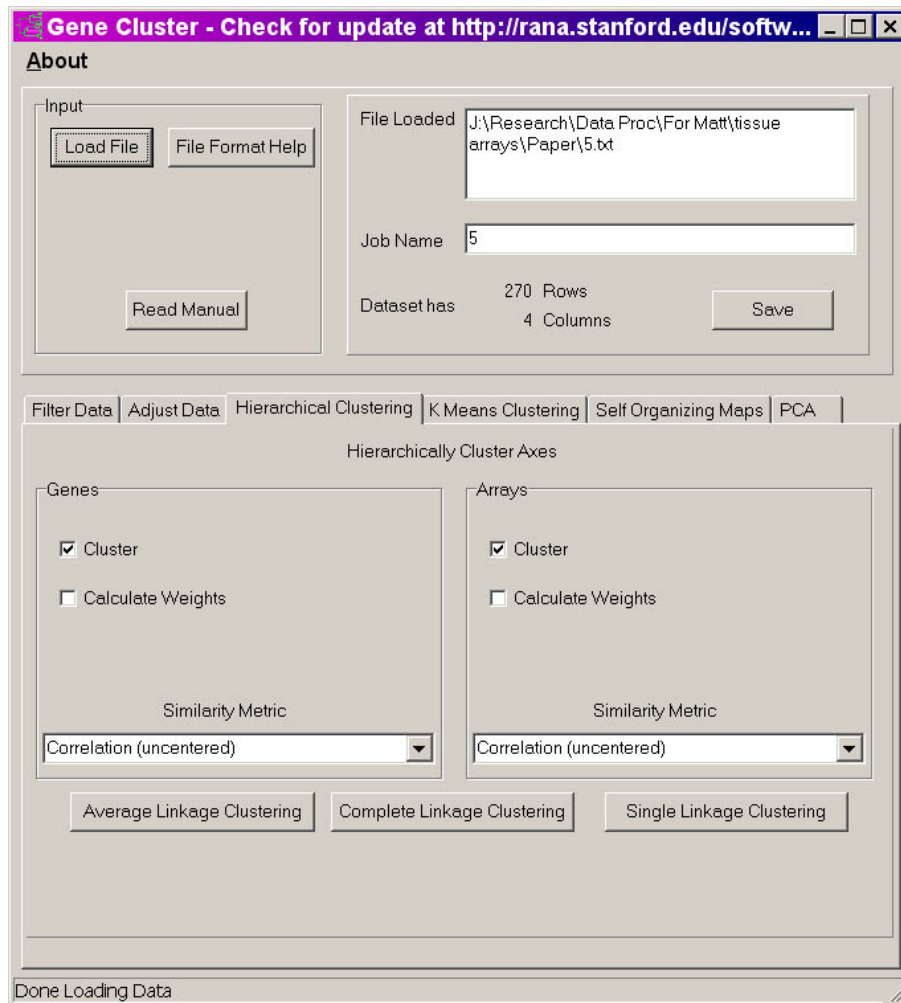 Gene Cluster - Check for update at http://rana.stanford.edu/softw...
About
Input
Load File
File Format Help
Read Manual
File Loaded
J:\Research\Data Proc\For Matt\tissue
arrays\Paper\5.txt
Job Name
5
Dataset has
270 Rows
4 Columns
Save
Filter Data
Adjust Data
Hierarchical Clustering
K Means Clustering
Self Organizing Maps
PCA
Hierarchically Cluster Axes
Genes
Cluster
Calculate Weights
Similarity Metric
Correlation (uncentered)
Arrays
Cluster
Calculate Weights
Similarity Metric
Correlation (uncentered)
Average Linkage Clustering
Complete Linkage Clustering
Single Linkage Clustering
Done Loading Data